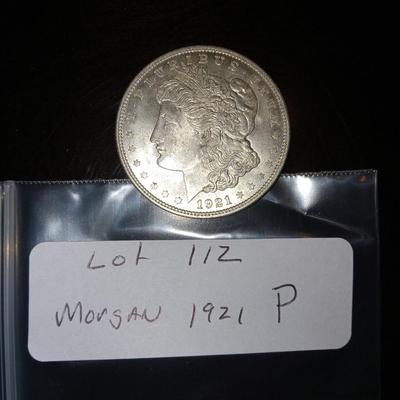 E·PLURIBUS·UNUM
1921
Lot 112
Morgan 1921 P